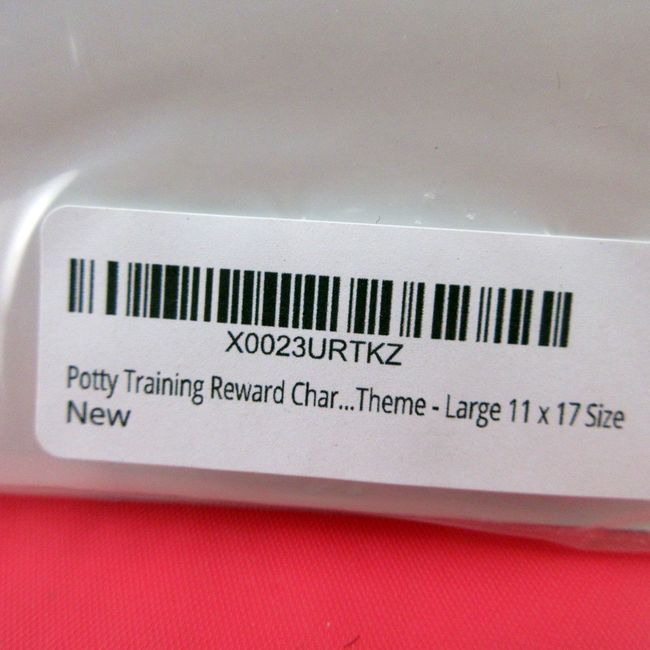 X0023URTKZ
Potty Training Reward Char...Theme - Large 11 x 17 Size
New